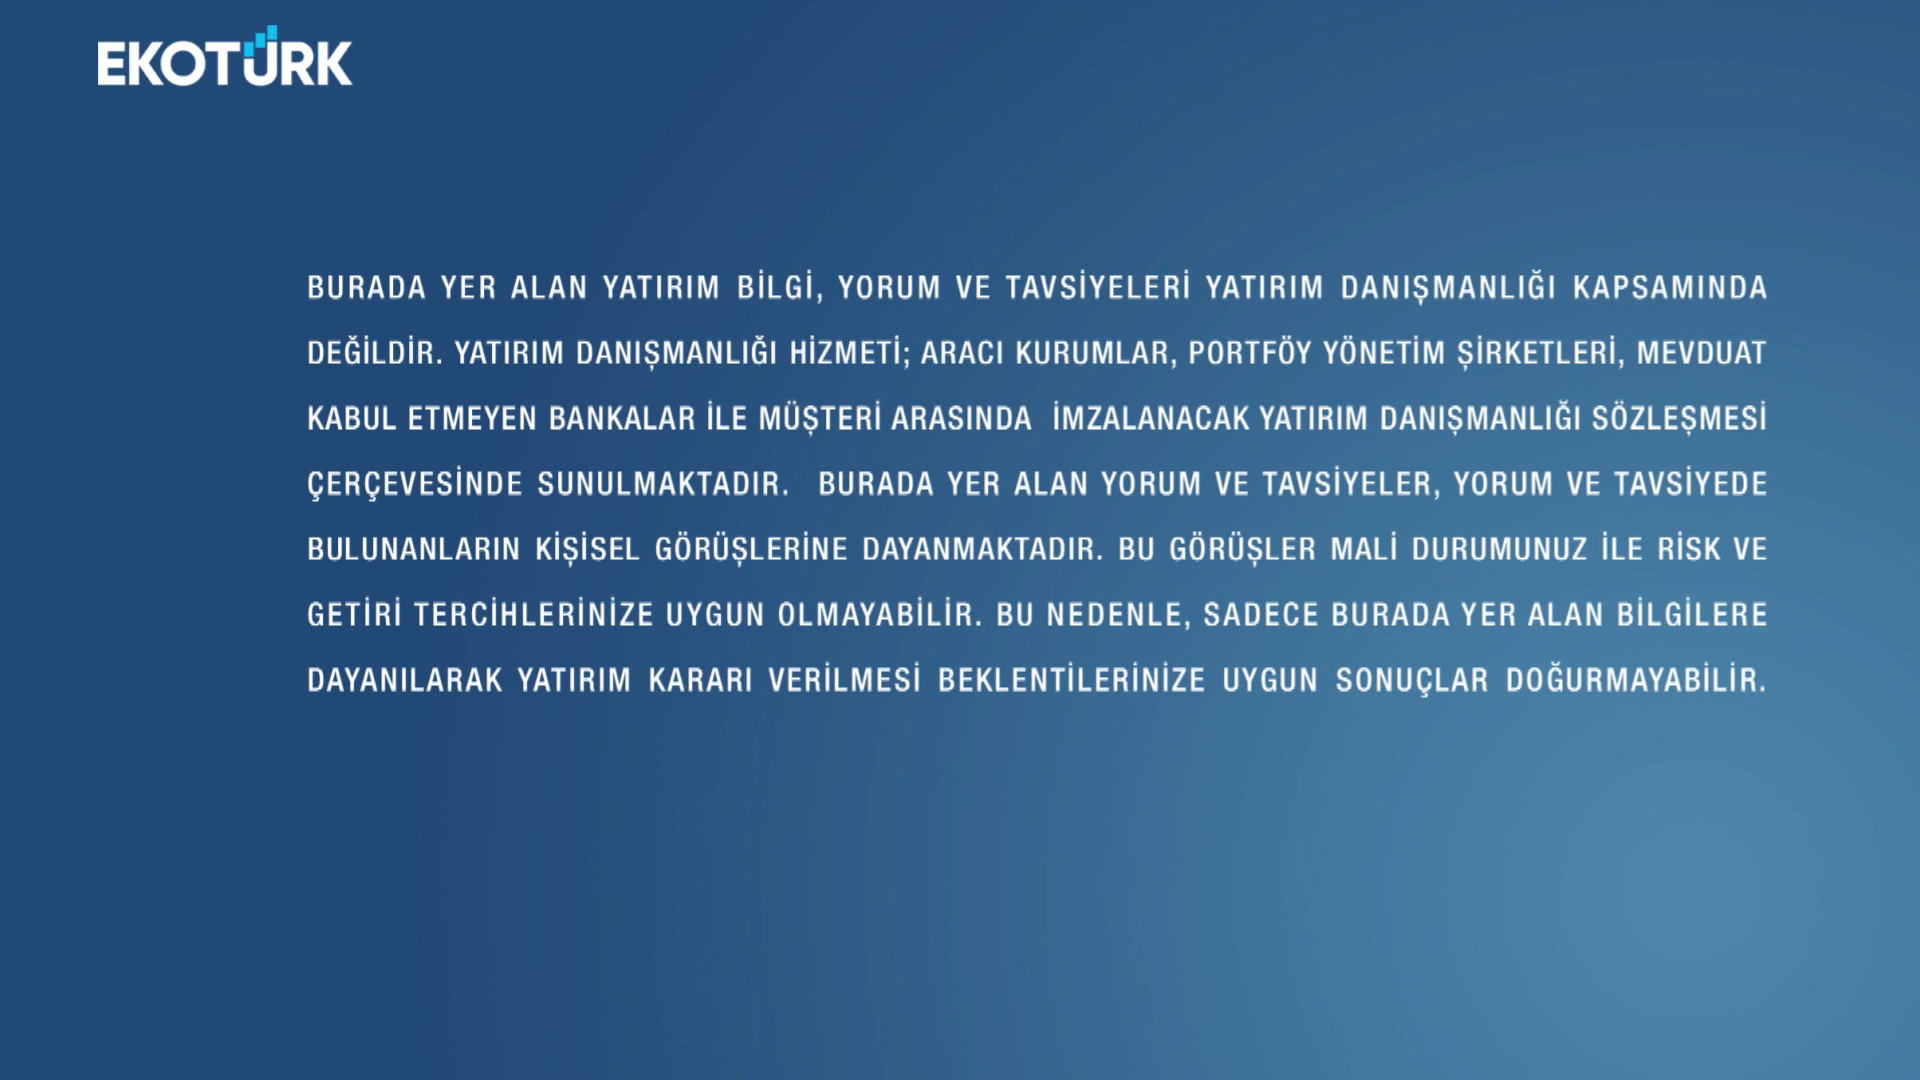 EKOTÜRK
BURADA YER ALAN YATIRIM BİLGİ, YORUM VE TAVSİYELERİ YATIRIM DANIŞMANLIĞI KAPSAMINDA
DEĞİLDİR. YATIRIM DANIŞMANLIĞI HİZMETİ; ARACI KURUMLAR, PORTFÖY YÖNETİM ŞİRKETLERİ, MEVDUAT
KABUL ETMEYEN BANKALAR İLE MÜŞTERİ ARASINDA İMZALANACAK YATIRIM DANIŞMANLIĞI SÖZLEŞMESİ
ÇERÇEVESİNDE SUNULMAKTADIR. BURADA YER ALAN YORUM VE TAVSİYELER, YORUM VE TAVSİYEDE
BULUNANLARIN KİŞİSEL GÖRÜŞLERİNE DAYANMAKTADIR. BU GÖRÜŞLER MALİ DURUMUNUZ İLE RİSK VE
GETİRİ TERCİHLERİNİZE UYGUN OLMAYABİLİR. BU NEDENLE, SADECE BURADA YER ALAN BİLGİLERE
DAYANILARAK YATIRIM KARARI VERİLMESİ BEKLENTİLERİNİZE UYGUN SONUÇLAR DOĞURMAYABİLİR.